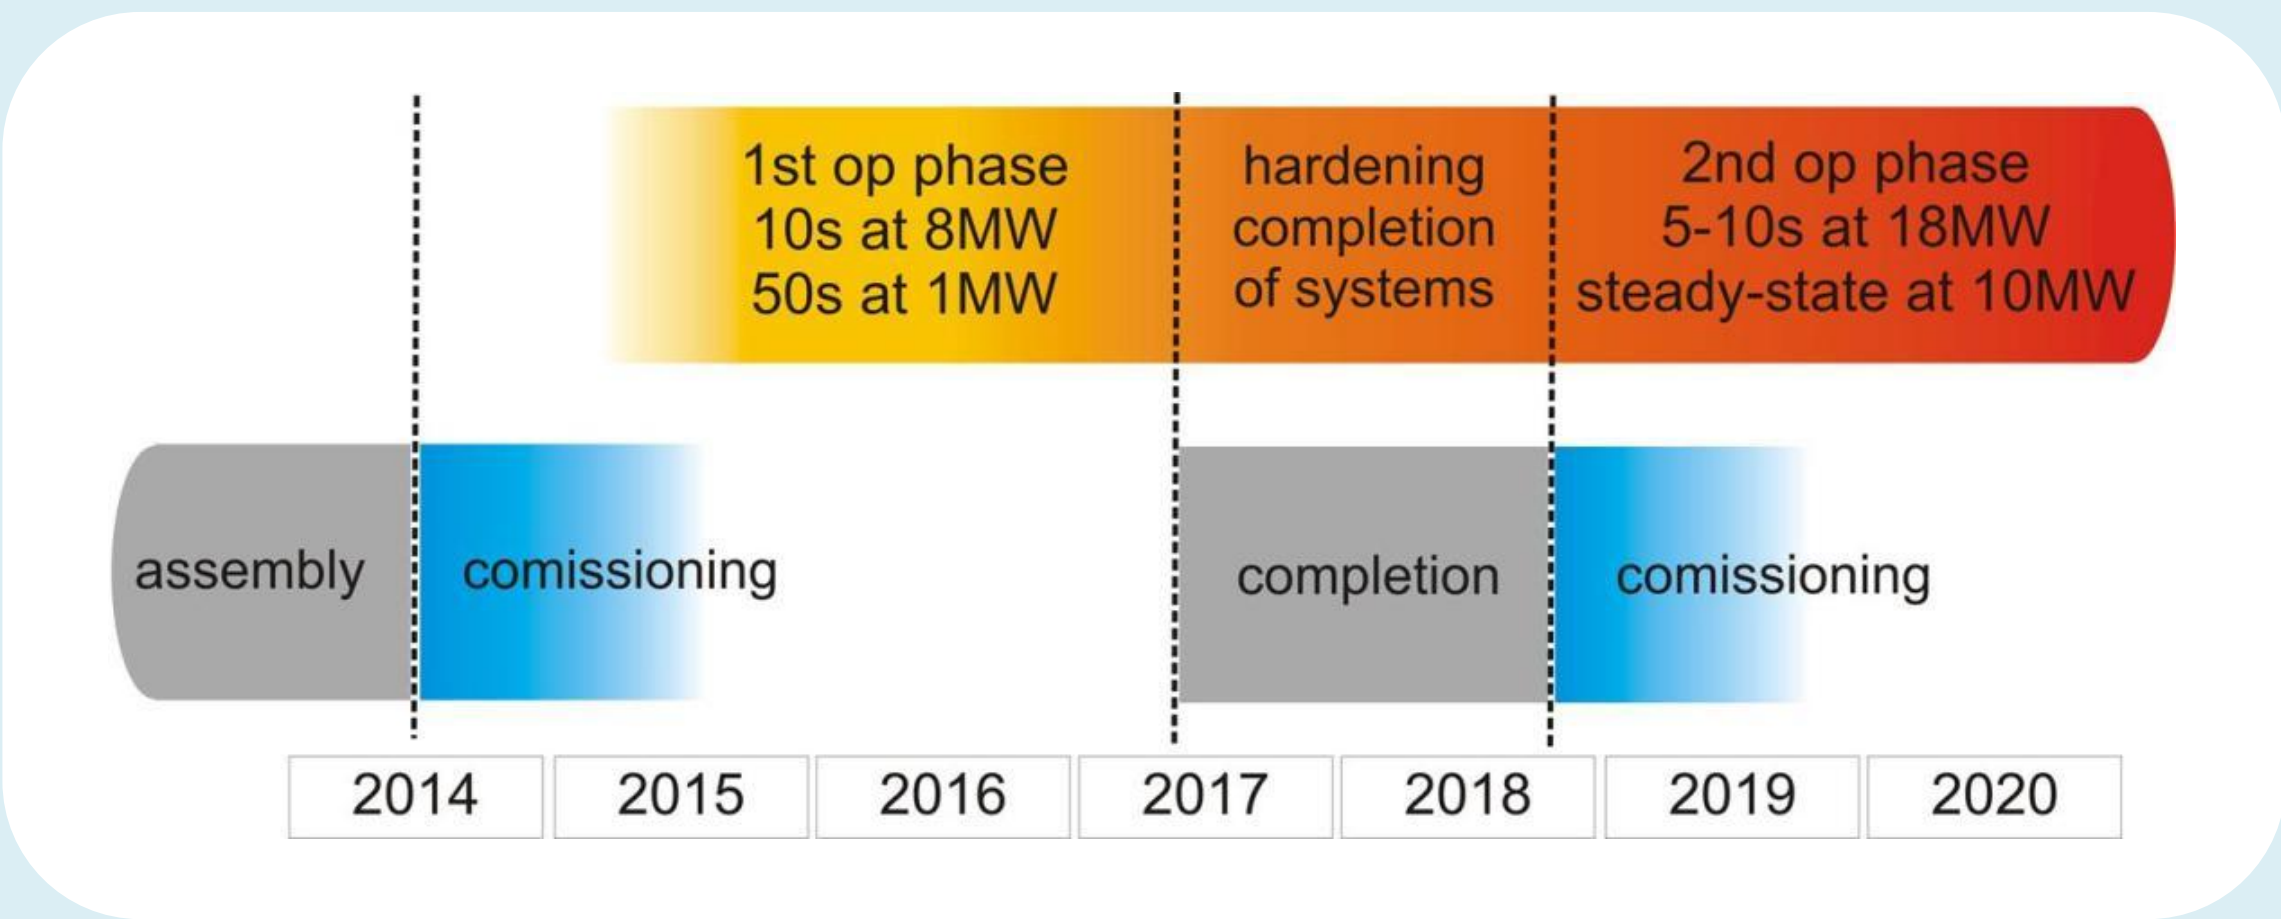 1st op phase
10s at 8MW
50s at 1MW
hardening
completion
of systems
2nd op phase
5-10s at 18MW
steady-state at 10MW
assembly
comissioning
completion
comissioning
2014
2015
2016
2017
2018
2019
2020